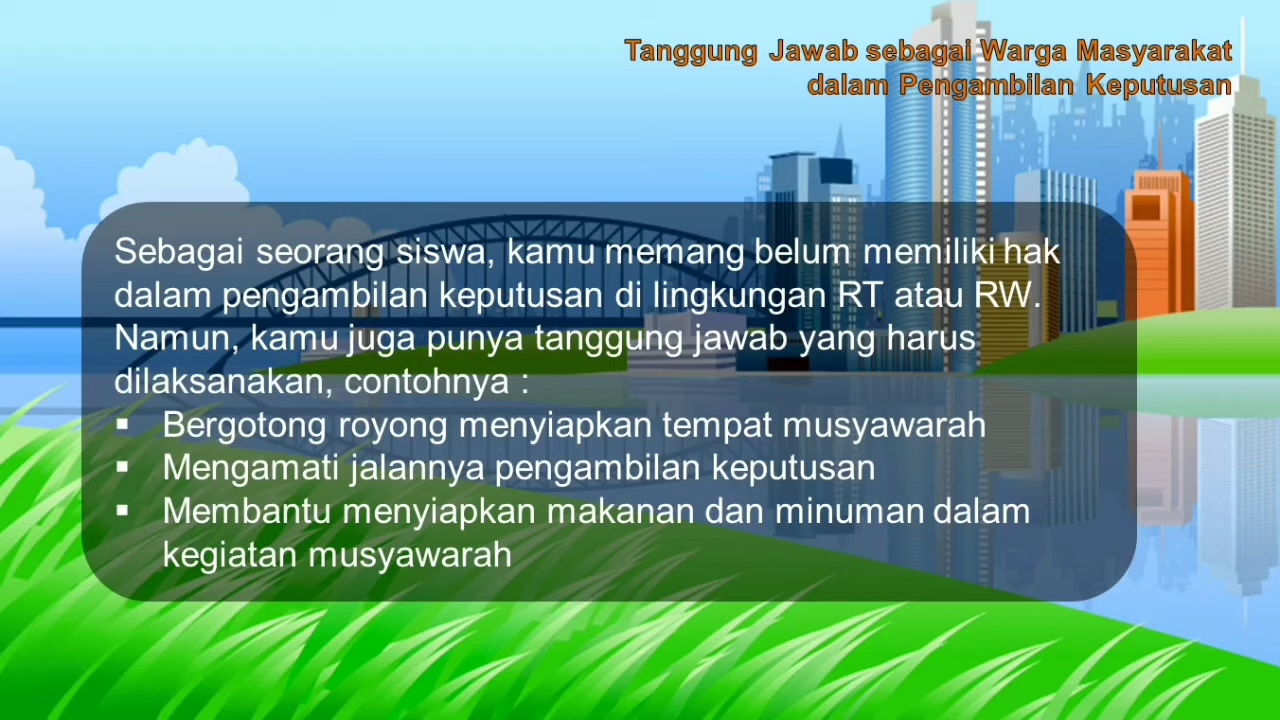 Tanggung Jawab sebagai Warga Masyarakat
dalam Pengambilan Keputusan
Sebagai seorang siswa, kamu memang belum memiliki hak
dalam pengambilan keputusan di lingkungan RT atau RW.
Namun, kamu juga punya tanggung jawab yang harus
dilaksanakan, contohnya :
▪ Bergotong royong menyiapkan tempat musyawarah
▪ Mengamati jalannya pengambilan keputusan
▪ Membantu menyiapkan makanan dan minuman dalam
kegiatan musyawarah